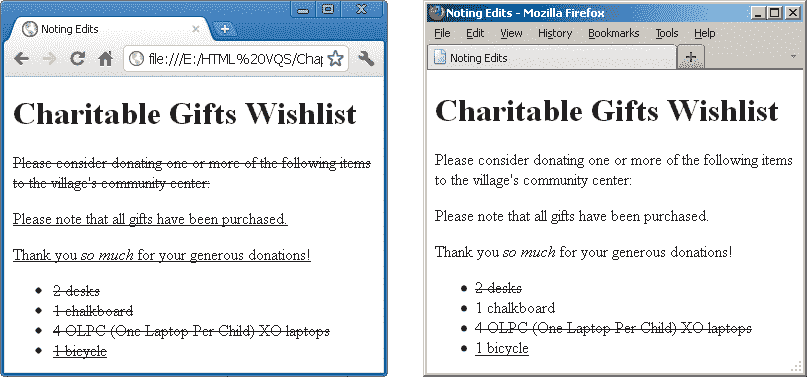 Noting Edits
file:///E:/HTML%20VQS/Chap
Charitable Gifts Wishlist
Please consider donating one or more of the following items
to the village's community center:
Please note that all gifts have been purchased.
Thank you so much for your generous donations!
2 desks
1 chalkboard
4 OLPC (One Laptop Per Child) XO laptops
1 bicycle
Noting Edits - Mozilla Firefox
File Edit View History Bookmarks Tools Help
Noting Edits
Charitable Gifts Wishlist
Please consider donating one or more of the following items
to the village's community center:
Please note that all gifts have been purchased.
Thank you so much for your generous donations!
2 desks
1 chalkboard
4 OLPC (One Laptop Per Child) XO laptops
1 bicycle